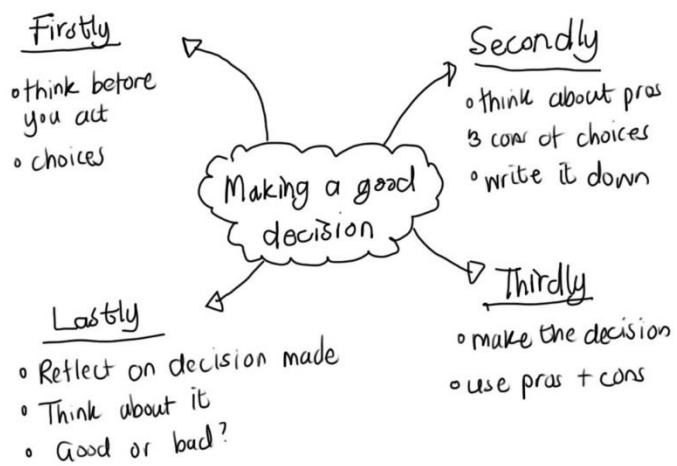 Firstly
• think before
you act
• choices
Secondly
• think about pros
& cons of choices
• write it down
Making a good
decision
Thirdly
• make the decision
• use pros + cons
Lastly
• Reflect on decision made
• Think about it
• Good or bad?